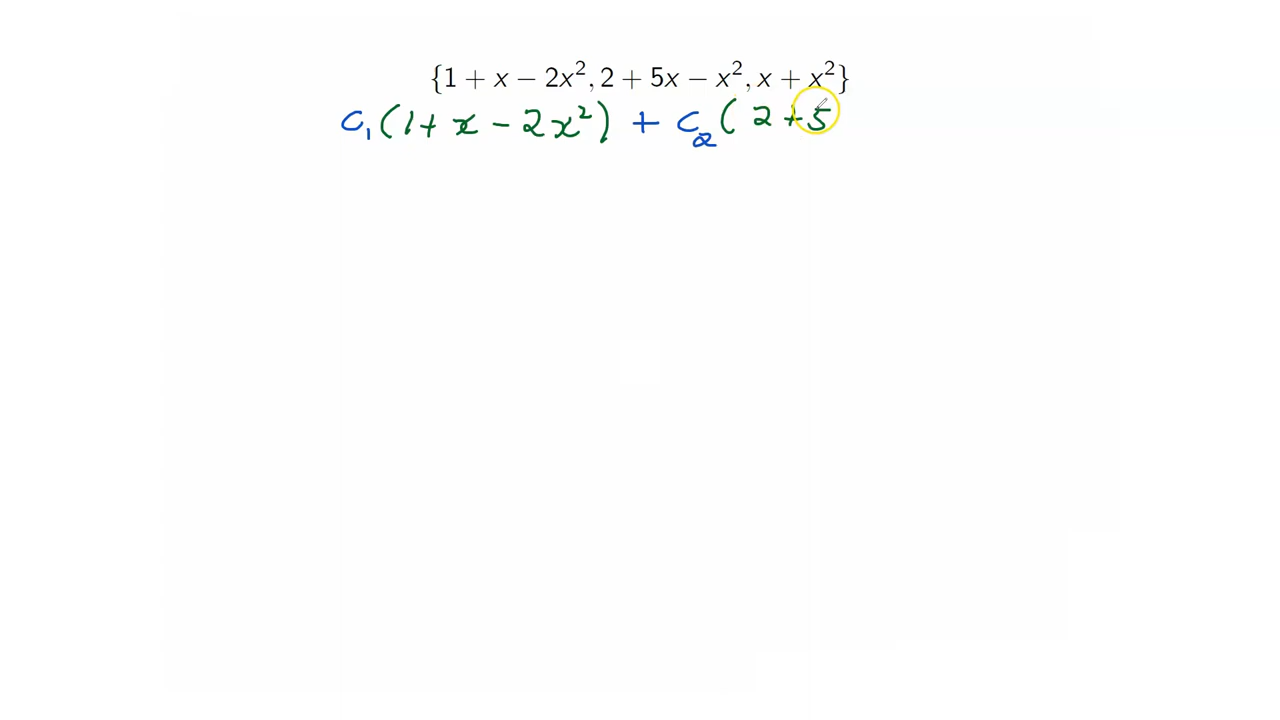 {1 + x − 2x², 2 + 5x − x², x + x²}
C₁(1 + x − 2x²) + C₂(2 + 5